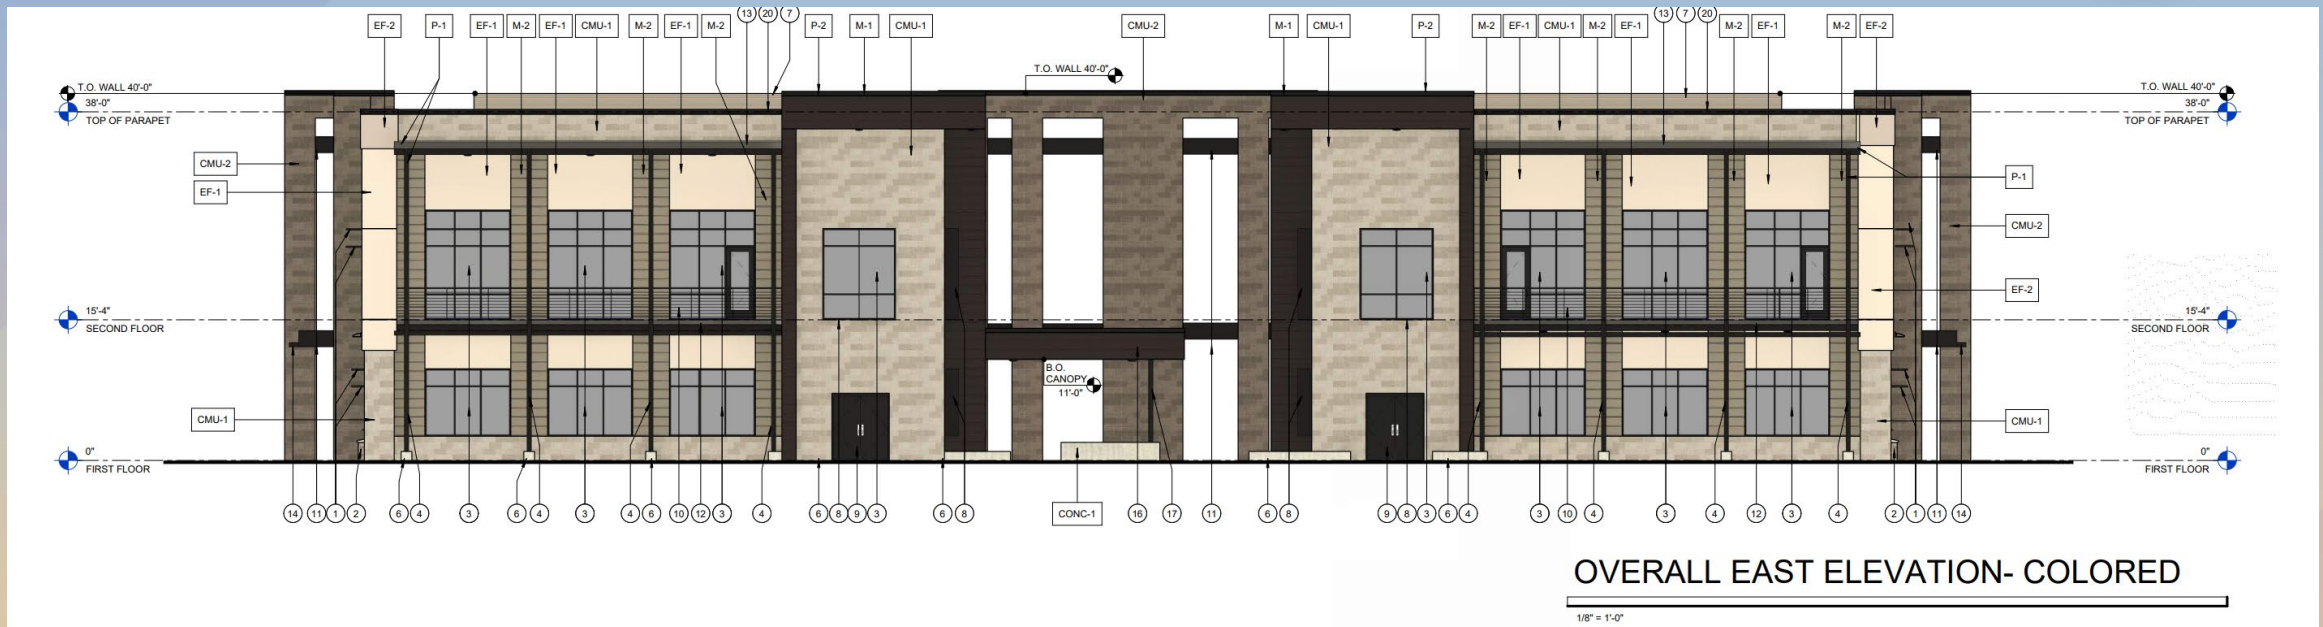 13 20 7
13 7 20
EF-2 P-1 EF-1 M-2 EF-1 CMU-1 M-2 EF-1 M-2 P-2 M-1 CMU-1 CMU-2 M-1 CMU-1 P-2 M-2 EF-1 CMU-1 M-2 EF-1 M-2 EF-1 M-2 EF-2
T.O. WALL 40'-0"
T.O. WALL 40'-0"
38'-0"
TOP OF PARAPET
T.O. WALL 40'-0"
38'-0"
TOP OF PARAPET
CMU-2
EF-1
P-1
CMU-2
EF-2
15'-4"
SECOND FLOOR
15'-4"
SECOND FLOOR
B.O.
CANOPY
11'-0"
CMU-1
CMU-1
0"
FIRST FLOOR
0"
FIRST FLOOR
14 11 1 2 6 4 3 6 4 3 4 6 10 12 3 4 6 8 9 3 6 8 CONC-1 16 17 11 6 8 9 8 3 6 4 3 10 4 3 4 12 3 4 2 1 11 14
OVERALL EAST ELEVATION- COLORED
1/8" = 1'-0"